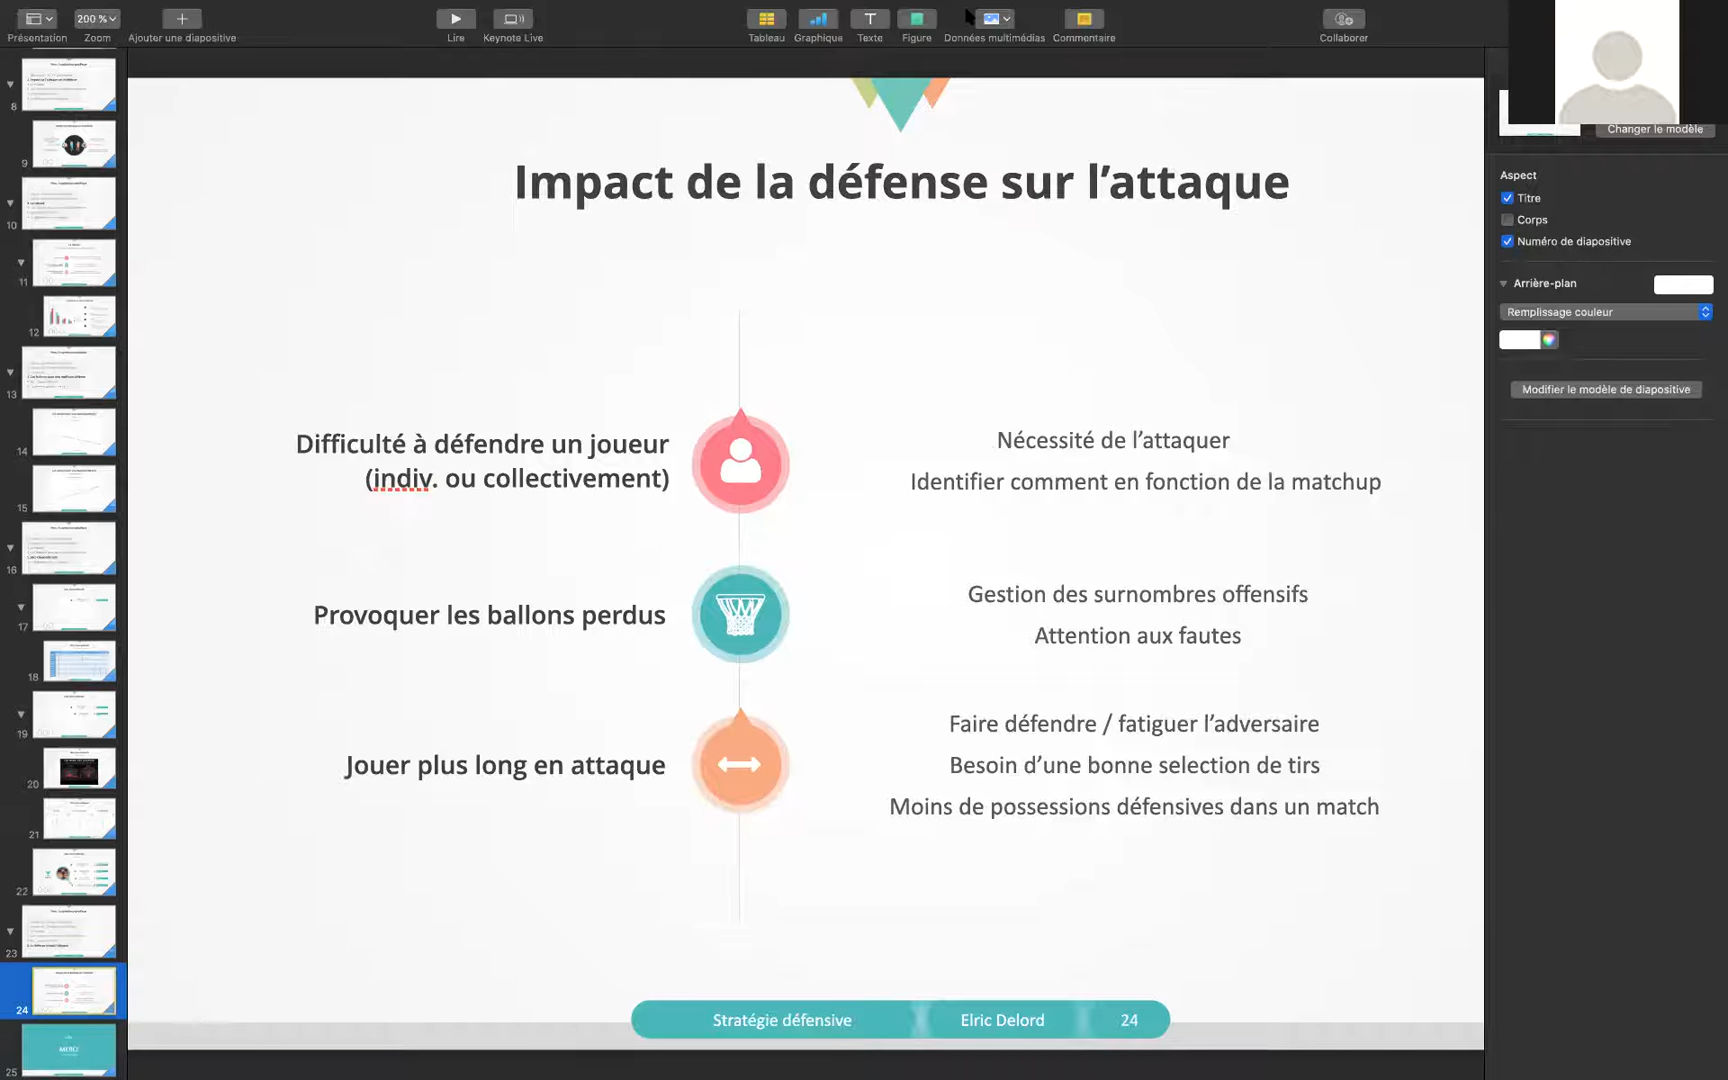 200 %
Présentation
Zoom
Ajouter une diapositive
Lire
Keynote Live
Tableau
Graphique
T
Texte
Figure
Données multimédias
Commentaire
Collaborer
Changer le modèle
Aspect
Titre
Corps
Numéro de diapositive
Arrière-plan
Remplissage couleur
Modifier le modèle de diapositive
8
9
10
11
12
13
14
15
16
17
18
19
20
21
22
23
24
MERCI
25
Impact de la défense sur l’attaque
Difficulté à défendre un joueur
(indiv. ou collectivement)
Nécessité de l’attaquer
Identifier comment en fonction de la matchup
Provoquer les ballons perdus
Gestion des surnombres offensifs
Attention aux fautes
Jouer plus long en attaque
Faire défendre / fatiguer l’adversaire
Besoin d’une bonne selection de tirs
Moins de possessions défensives dans un match
Stratégie défensive
Elric Delord
24